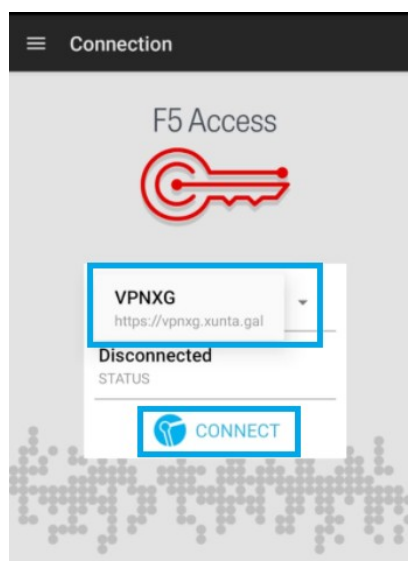 Connection
F5 Access
VPNXG
https://vpnxg.xunta.gal
Disconnected
STATUS
CONNECT